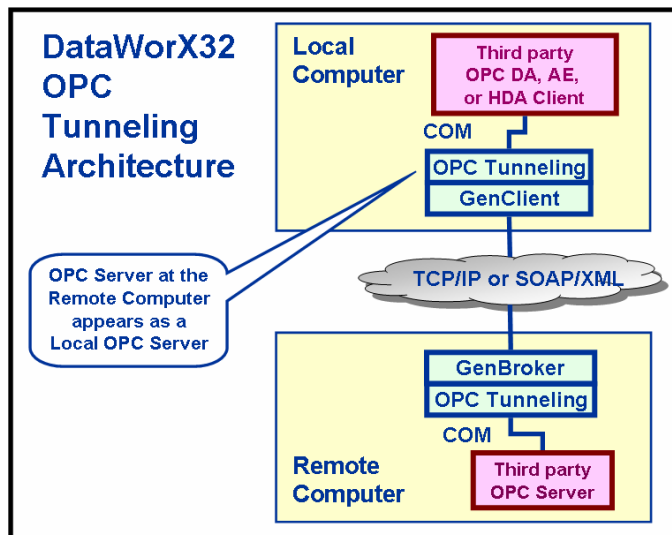 DataWorX32
OPC
Tunneling
Architecture
Local
Computer
Third party
OPC DA, AE,
or HDA Client
COM
OPC Tunneling
GenClient
OPC Server at the
Remote Computer
appears as a
Local OPC Server
TCP/IP or SOAP/XML
GenBroker
OPC Tunneling
COM
Remote
Computer
Third party
OPC Server